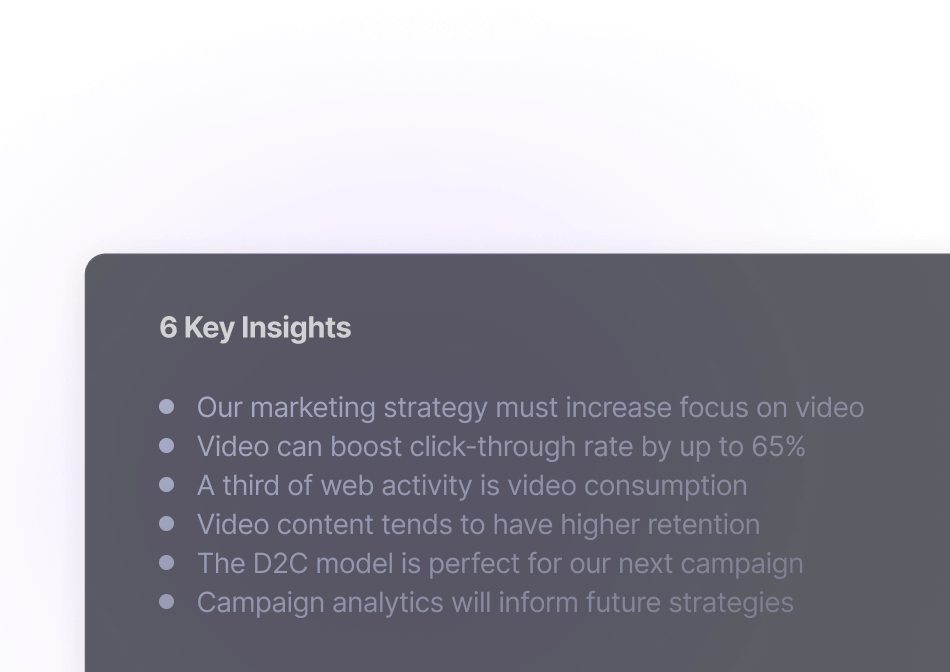 6 Key Insights
Our marketing strategy must increase focus on video
Video can boost click-through rate by up to 65%
A third of web activity is video consumption
Video content tends to have higher retention
The D2C model is perfect for our next campaign
Campaign analytics will inform future strategies